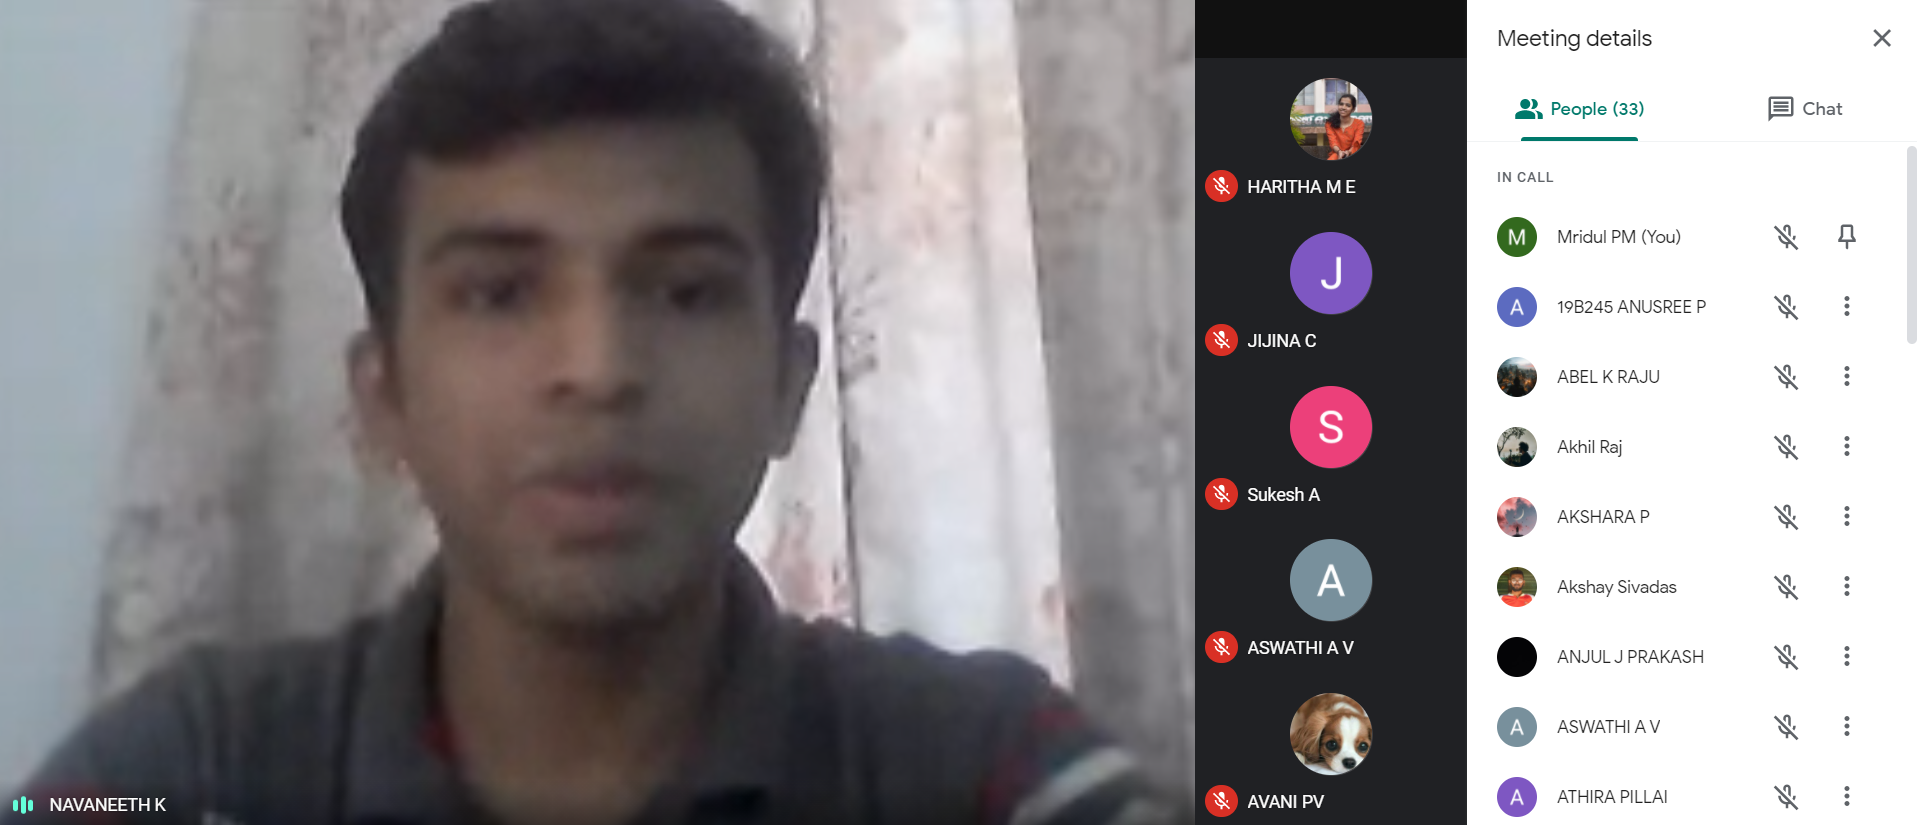 NAVANEETH K
HARITHA M E
J
JIJINA C
S
Sukesh A
A
ASWATHI A V
AVANI PV
Meeting details
People (33)
Chat
IN CALL
M
Mridul PM (You)
A
19B245 ANUSREE P
ABEL K RAJU
Akhil Raj
AKSHARA P
Akshay Sivadas
ANJUL J PRAKASH
A
ASWATHI A V
A
ATHIRA PILLAI